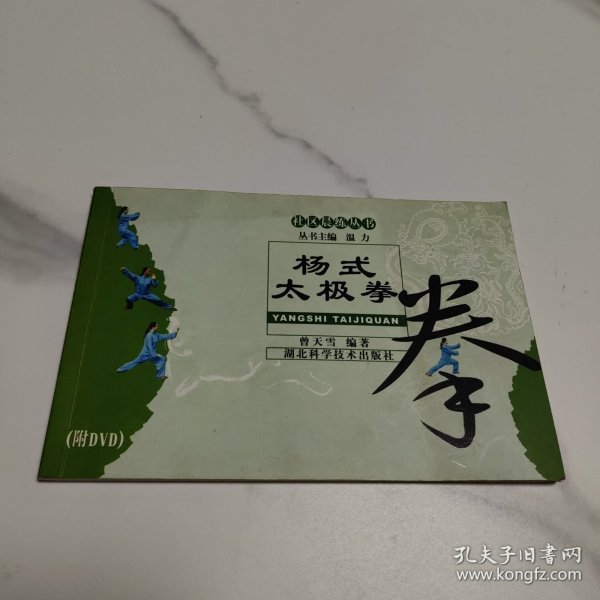 社区晨练丛书
丛书主编 温力
杨式
太极拳
YANGSHI TAIJIQUAN
曾天雪 编著
湖北科学技术出版社
拳
(附DVD)
孔夫子旧书网
www.kongfz.com